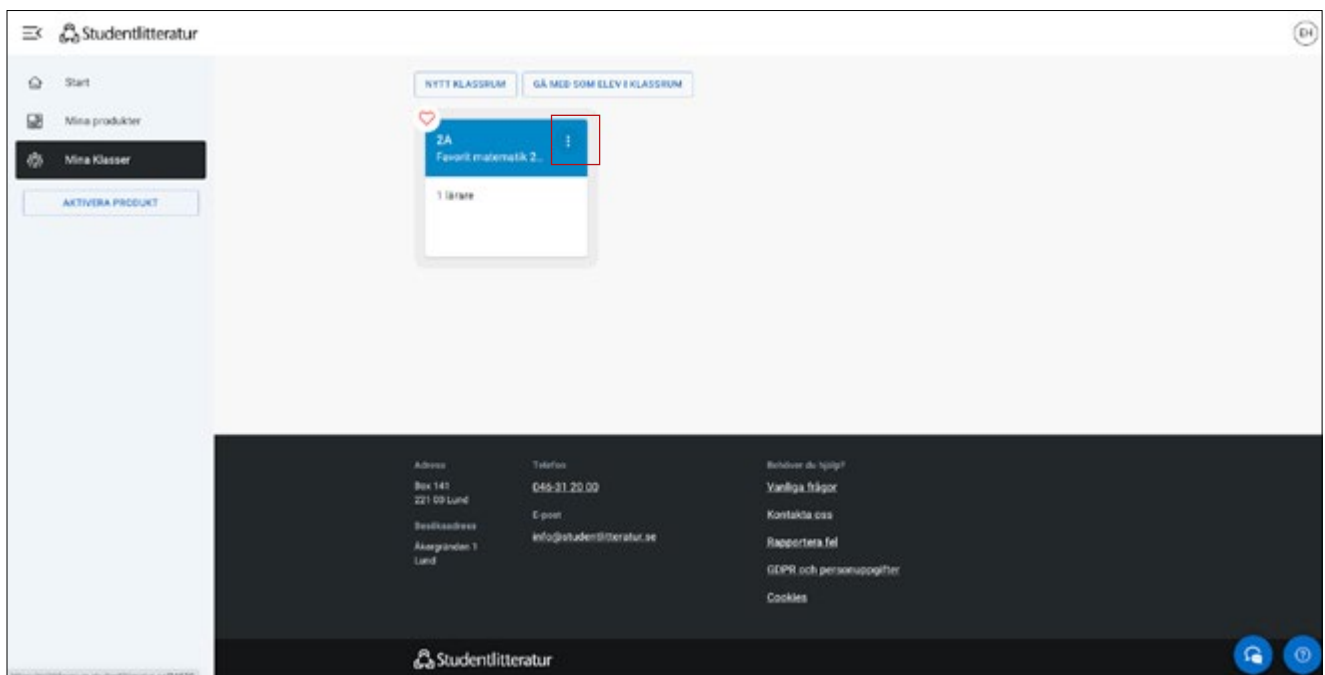 Studentlitteratur
EH
Start
Mina produkter
Mina Klasser
AKTIVERA PRODUKT
NYTT KLASSRUM
GÅ MED SOM ELEV I KLASSRUM
2A
Favorit matematik 2...
1 lärare
Adress
Box 141
221 00 Lund
Besöksadress
Åkergränden 1
Lund
Telefon
046-31 20 00
E-post
info@studentlitteratur.se
Behöver du hjälp?
Vanliga frågor
Kontakta oss
Rapportera fel
GDPR och personuppgifter
Cookies
Studentlitteratur